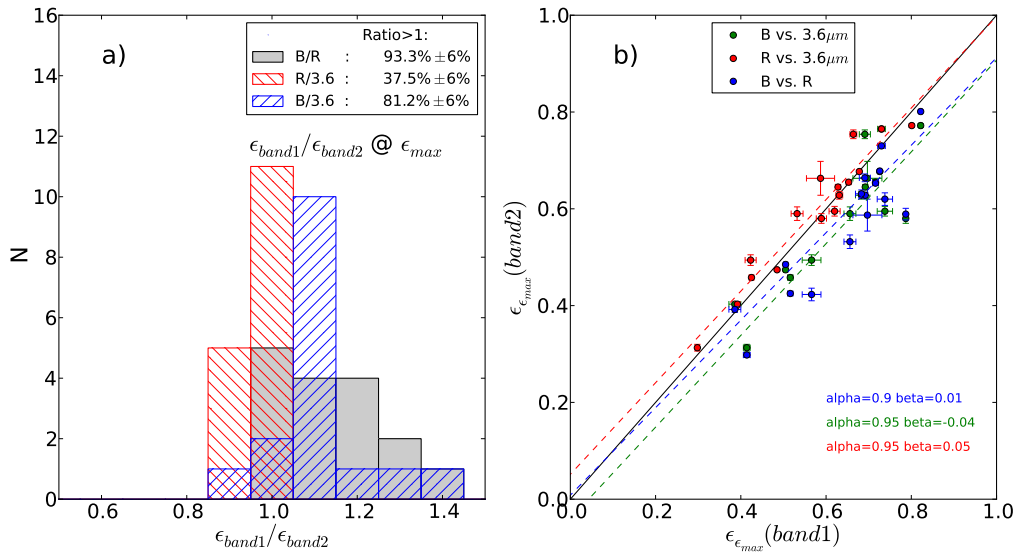 a)
Ratio>1:
B/R : 93.3% ±6%
R/3.6 : 37.5% ±6%
B/3.6 : 81.2% ±6%
ϵ_band1/ϵ_band2 @ ϵ_max
N
16
14
12
10
8
6
4
2
0
0.6 0.8 1.0 1.2 1.4
ϵ_band1/ϵ_band2
b)
B vs. 3.6μm
R vs. 3.6μm
B vs. R
ϵ_ϵ_max(band2)
1.0
0.8
0.6
0.4
0.2
0.0
alpha=0.9 beta=0.01
alpha=0.95 beta=-0.04
alpha=0.95 beta=0.05
0.0 0.2 0.4 0.6 0.8 1.0
ϵ_ϵ_max(band1)